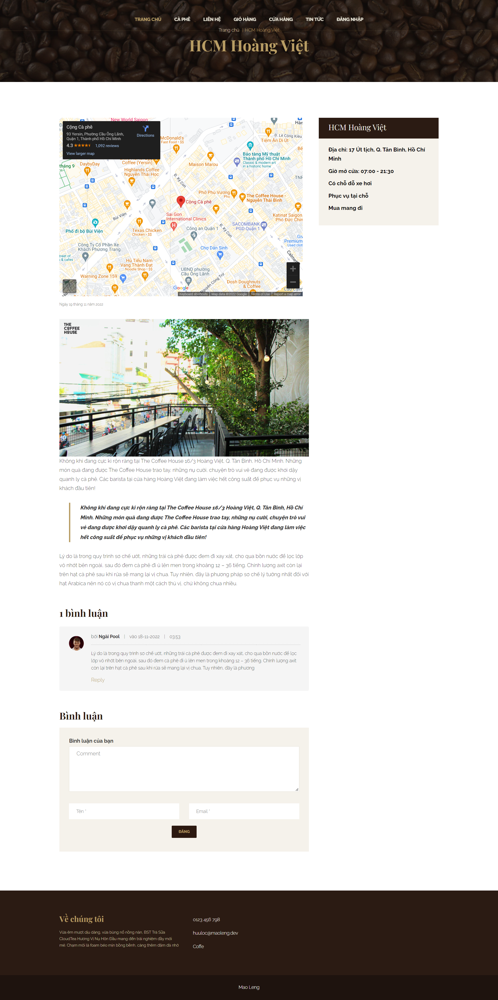 TRANG CHỦ CÀ PHÊ LIÊN HỆ GIỎ HÀNG CỬA HÀNG TIN TỨC ĐĂNG NHẬP
Trang chủ | HCM Hoàng Việt
HCM Hoàng Việt
New World Saigon
Cộng Cà phê
93 Yersin, Phường Cầu Ông Lãnh,
Quận 1, Thành phố Hồ Chí Minh
4.3 1,092 reviews
View larger map
Directions
McDonald's
Fast Food • $$
Coffee (Yersin)
DaybyDay
tháng 9
Highlands Coffee
Nguyễn Thái Học
Maison Marou
Đ. Lê Công Kiều
Tiệm Ăn Dì Út
Bảo tàng Mỹ thuật
Thành phố Hồ Chí Minh
Classic & modern art
in a historic home
Đ. Ký Con
Phở Phú Vương
Pho
The Coffee House -
Nguyễn Thái Bình
Cộng Cà phê
Katinat Saigon
Phó Đức Chín
Bùi Viện
Sai Gon
International Clinics
SACOMBANK
- PGD Quận 1
Công an Quận 1
Đ. Ký Con
Phố đi bộ Bùi Viện
Texas Chicken
Chicken • $$
Công Ty Cổ Phần Xe
Khách Phương Trang
Chợ Dân Sinh
Premium
Used clot
Calmette
treet of
s & cafes
Hủ Tiếu Nam
Vang Thành Đạt
Noodle Shop • $$
UBND phường
Cầu Ông Lãnh
Warning Zone 159
Nguyễn Công Trứ
Dosh Doughnuts
& Coffee
Google
Keyboard shortcuts Map data ©2022 Google Terms of Use Report a map error
HCM Hoàng Việt
Địa chỉ: 17 Út tịch, Q. Tân Bình, Hồ Chí
Minh
Giờ mở cửa: 07:00 - 21:30
Có chỗ đỗ xe hơi
Phục vụ tại chỗ
Mua mang đi
Ngày 19 tháng 11 năm 2022
THE
COFFEE
HOUSE
Không khí đang cực kì rộn ràng tại The Coffee House 16/3 Hoàng Việt, Q. Tân Bình, Hồ Chí Minh. Những
món quà đang được The Coffee House trao tay, những nụ cười, chuyện trò vui vẻ đang được khơi dậy
quanh ly cà phê. Các barista tại cửa hàng Hoàng Việt đang làm việc hết công suất để phục vụ những vị
khách đầu tiên!
Không khí đang cực kì rộn ràng tại The Coffee House 16/3 Hoàng Việt, Q. Tân Bình, Hồ Chí
Minh. Những món quà đang được The Coffee House trao tay, những nụ cười, chuyện trò vui
vẻ đang được khơi dậy quanh ly cà phê. Các barista tại cửa hàng Hoàng Việt đang làm việc
hết công suất để phục vụ những vị khách đầu tiên!
Lý do là trong quy trình sơ chế ướt, những trái cà phê được đem đi xay xát, cho qua bồn nước để lọc lớp
vỏ nhớt bên ngoài, sau đó đem cà phê đi ủ lên men trong khoảng 12 – 36 tiếng. Chính lượng axit còn lại
trên hạt cà phê sau khi rửa sẽ mang lại vị chua. Tuy nhiên, đây là phương pháp sơ chế lý tưởng nhất đối với
hạt Arabica nên nó có vị chua thanh một cách thú vị, chứ không chua nhiều.
1 bình luận
bởi Ngài Pool | vào 18-11-2022 | 03:53
Lý do là trong quy trình sơ chế ướt, những trái cà phê được đem đi xay xát, cho qua bồn nước để lọc
lớp vỏ nhớt bên ngoài, sau đó đem cà phê đi ủ lên men trong khoảng 12 – 36 tiếng. Chính lượng axit
còn lại trên hạt cà phê sau khi rửa sẽ mang lại vị chua. Tuy nhiên, đây là phương
Reply
Bình luận
Bình luận của bạn
Comment
Tên *
Email *
ĐĂNG
Về chúng tôi
Vừa êm mượt dịu dàng, vừa bùng nổ nồng nàn, BST Trà Sữa
CloudTea Hương Vị Nụ Hôn Đầu mang đến trải nghiệm đầy mới
mẻ. Chạm môi là foam béo mịn bồng bềnh, càng thêm đậm đà nhờ
0123 456 798
huuloc@maoleng.dev
Coffe
Mao Leng